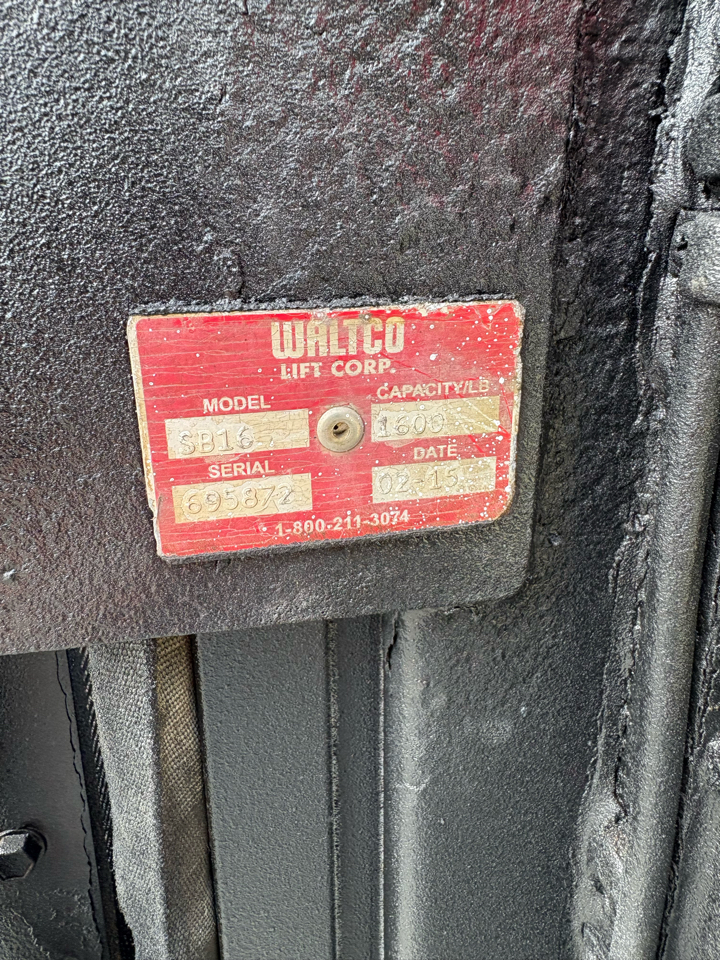 WALTCO
LIFT CORP.
MODEL CAPACITY/LB
SB16 1600
SERIAL DATE
695872 02-15
1-800-211-3074